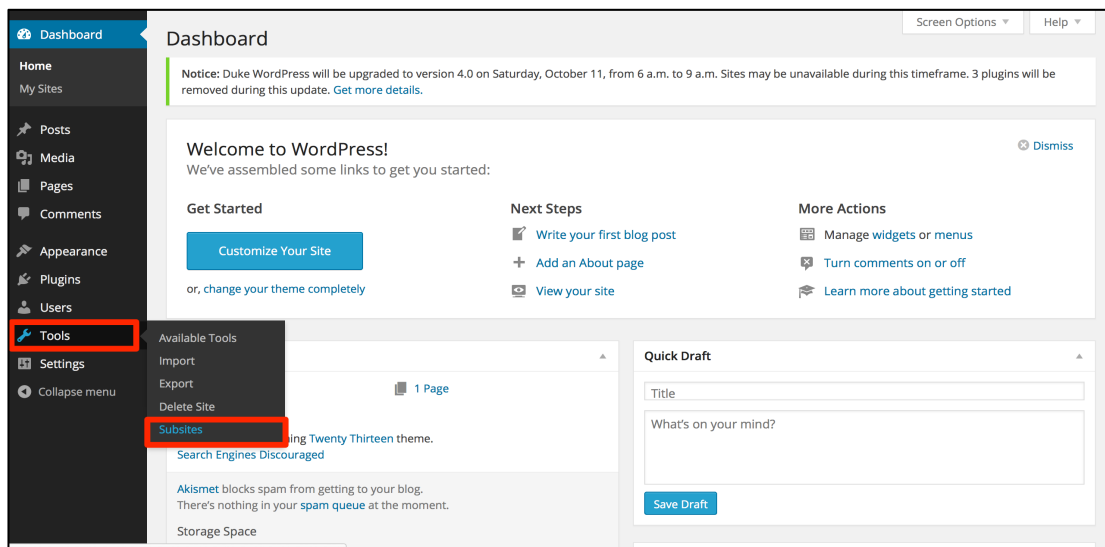 Screen Options
Help
Dashboard
Home
My Sites
Posts
Media
Pages
Comments
Appearance
Plugins
Users
Tools
Settings
Collapse menu
Available Tools
Import
Export
Delete Site
Subsites
Dashboard
Notice: Duke WordPress will be upgraded to version 4.0 on Saturday, October 11, from 6 a.m. to 9 a.m. Sites may be unavailable during this timeframe. 3 plugins will be
removed during this update. Get more details.
Welcome to WordPress!
Dismiss
We've assembled some links to get you started:
Get Started
Customize Your Site
or, change your theme completely
Next Steps
Write your first blog post
Add an About page
View your site
More Actions
Manage widgets or menus
Turn comments on or off
Learn more about getting started
1 Page
ing Twenty Thirteen theme.
Search Engines Discouraged
Akismet blocks spam from getting to your blog.
There's nothing in your spam queue at the moment.
Storage Space
Quick Draft
Title
What's on your mind?
Save Draft